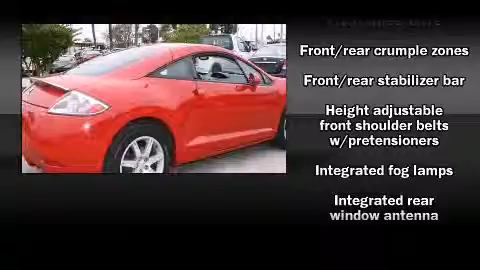 Front/rear crumple zones
Front/rear stabilizer bar
Height adjustable
front shoulder belts
w/pretensioners
Integrated fog lamps
Integrated rear
window antenna